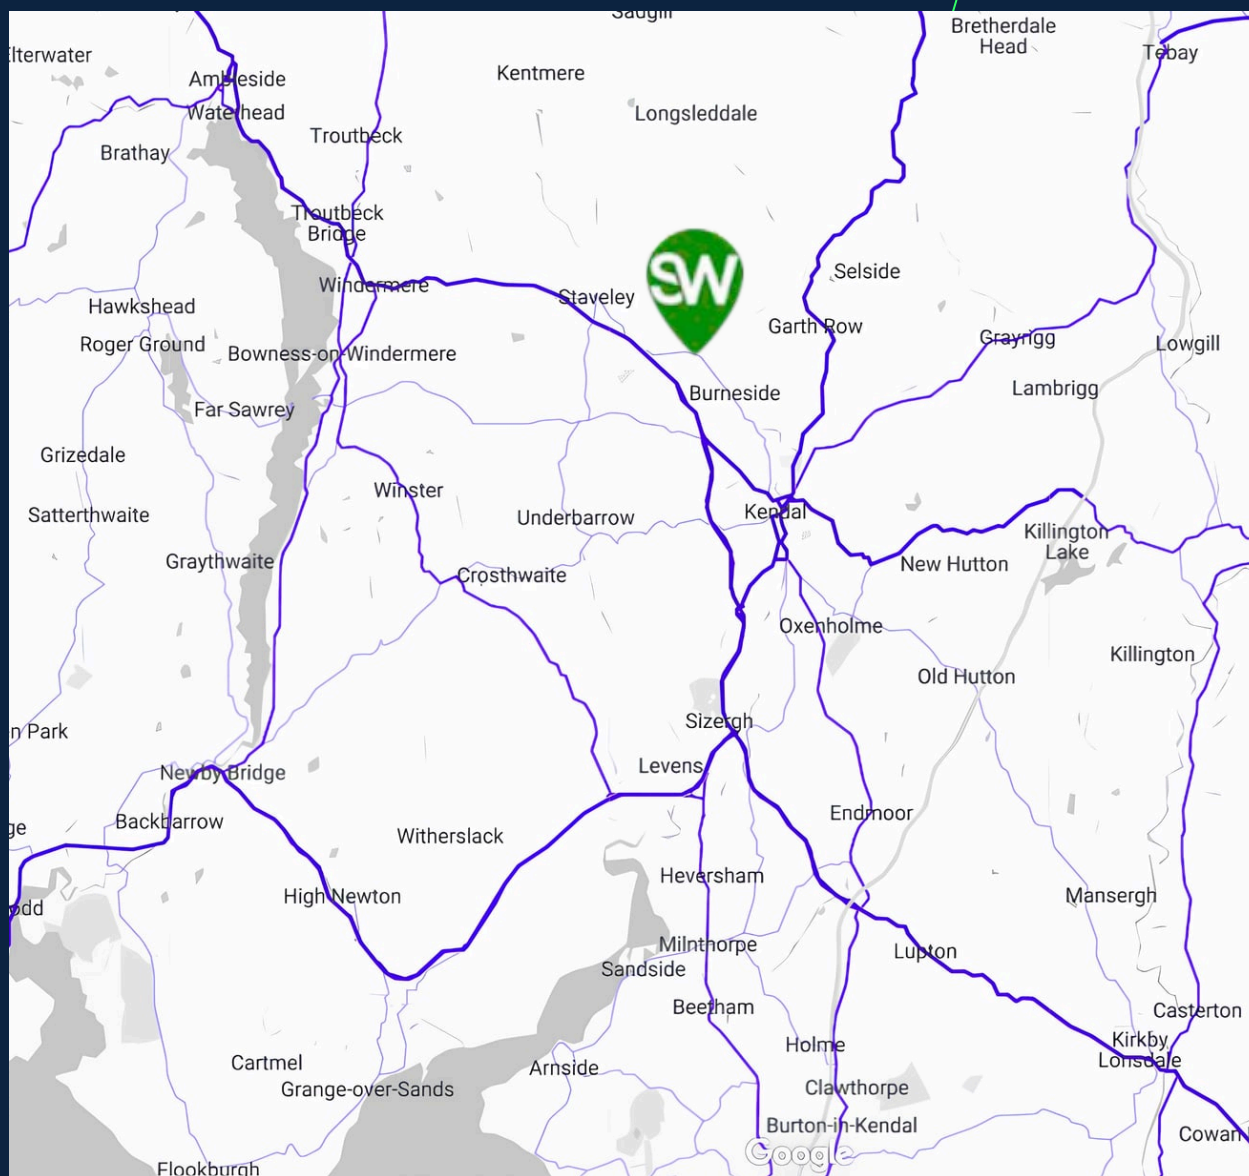 Sadgill
Bretherdale
Head
Elterwater
Tebay
Kentmere
Ambleside
Waterhead
Longsleddale
Troutbeck
Brathay
Troutbeck
Bridge
SW
Selside
Windermere
Staveley
Hawkshead
Garth Row
Grayrigg
Roger Ground
Lowgill
Bowness-on-Windermere
Lambrigg
Burneside
Far Sawrey
Grizedale
Winster
Kendal
Satterthwaite
Underbarrow
Killington
Lake
Graythwaite
New Hutton
Crosthwaite
Oxenholme
Killington
Old Hutton
Sizergh
n Park
Levens
Newby Bridge
Endmoor
Backbarrow
ge
Witherslack
Heversham
High Newton
Mansergh
odd
Milnthorpe
Lupton
Sandside
Beetham
Casterton
Kirkby
Lonsdale
Holme
Cartmel
Arnside
Grange-over-Sands
Clawthorpe
Burton-in-Kendal
Cowan
Google
Flookburgh